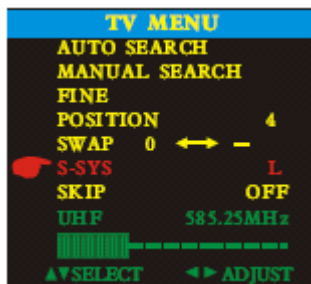 TV MENU
AUTO SEARCH
MANUAL SEARCH
FINE
POSITION 4
SWAP 0 ↔ –
S-SYS L
SKIP OFF
UHF 585.25MHz
▲▼SELECT ◄►ADJUST